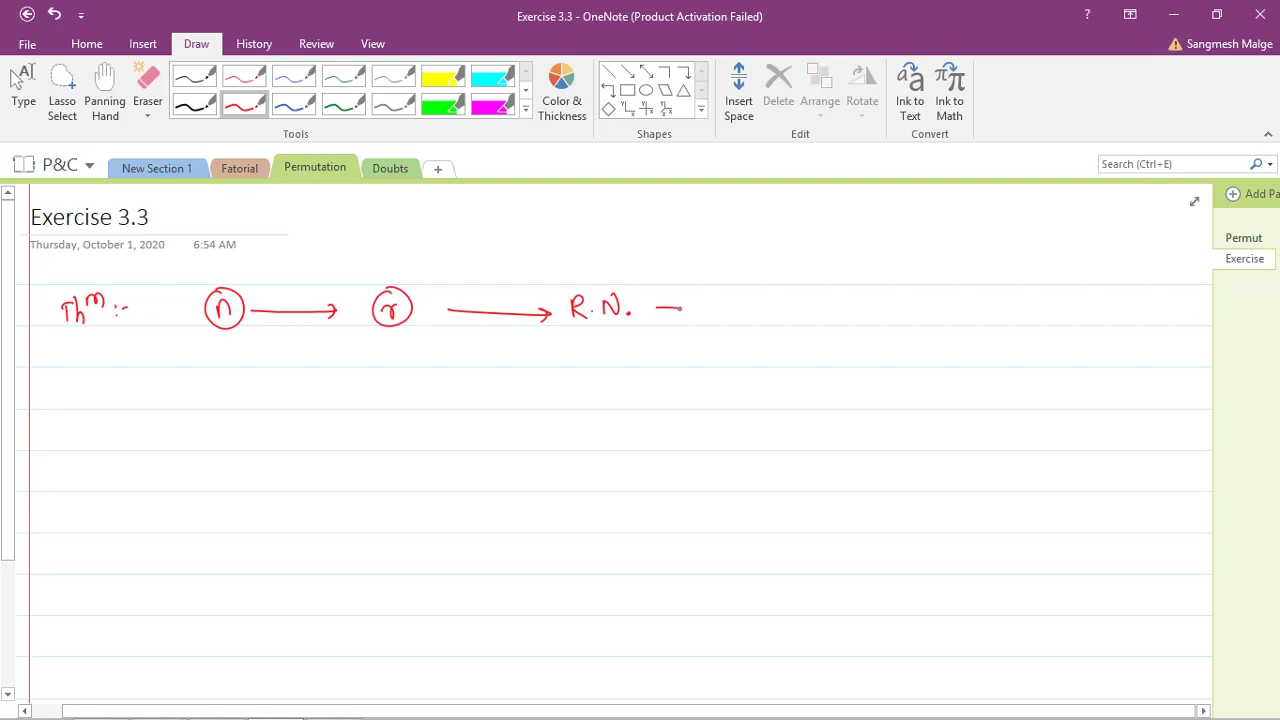 Exercise 3.3 - OneNote (Product Activation Failed)
?
File Home Insert Draw History Review View
Sangmesh Malge
Type
Lasso Select
Panning Hand
Eraser
Color & Thickness
Insert Space
Delete
Arrange
Rotate
Ink to Text
Ink to Math
Tools
Shapes
Edit
Convert
P&C
New Section 1 Fatorial Permutation Doubts
Search (Ctrl+E)
Exercise 3.3
Thursday, October 1, 2020 6:54 AM
Add Pa
Permut
Exercise
Thm :- n → r → R.N. —